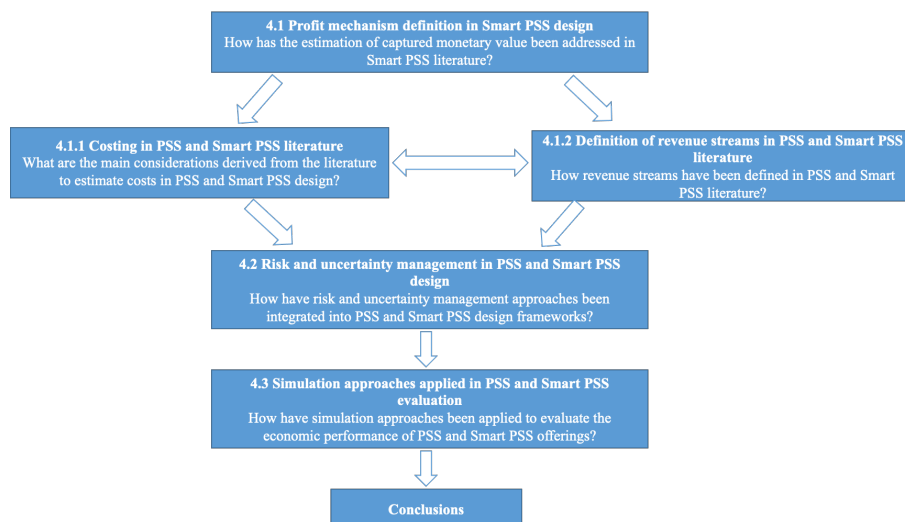 4.1 Profit mechanism definition in Smart PSS design
How has the estimation of captured monetary value been addressed in
Smart PSS literature?
4.1.1 Costing in PSS and Smart PSS literature
What are the main considerations derived from the literature
to estimate costs in PSS and Smart PSS design?
4.1.2 Definition of revenue streams in PSS and Smart PSS
literature
How revenue streams have been defined in PSS and Smart
PSS literature?
4.2 Risk and uncertainty management in PSS and Smart PSS
design
How have risk and uncertainty management approaches been
integrated into PSS and Smart PSS design frameworks?
4.3 Simulation approaches applied in PSS and Smart PSS
evaluation
How have simulation approaches been applied to evaluate the
economic performance of PSS and Smart PSS offerings?
Conclusions